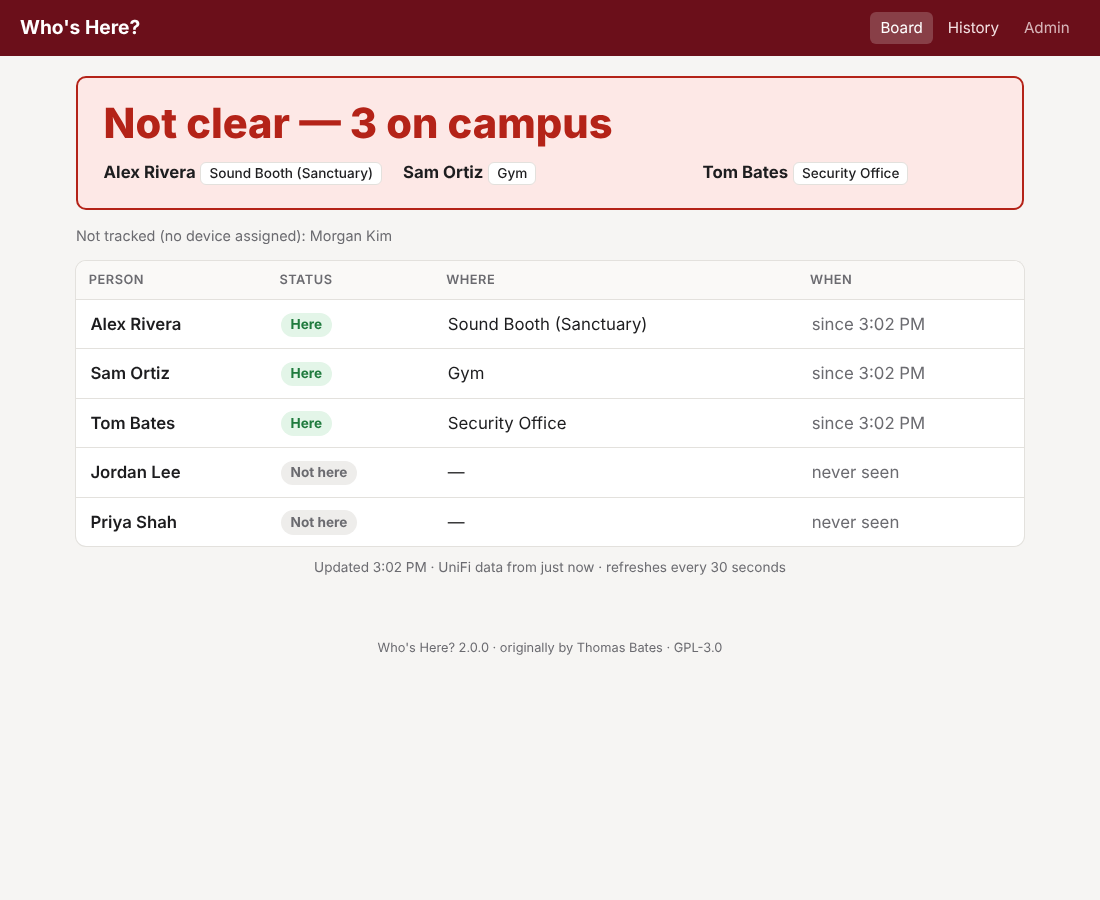 Who's Here? Board History Admin
Not clear — 3 on campus
Alex Rivera Sound Booth (Sanctuary) Sam Ortiz Gym Tom Bates Security Office
Not tracked (no device assigned): Morgan Kim
PERSON STATUS WHERE WHEN
Alex Rivera Here Sound Booth (Sanctuary) since 3:02 PM
Sam Ortiz Here Gym since 3:02 PM
Tom Bates Here Security Office since 3:02 PM
Jordan Lee Not here — never seen
Priya Shah Not here — never seen
Updated 3:02 PM · UniFi data from just now · refreshes every 30 seconds
Who's Here? 2.0.0 · originally by Thomas Bates · GPL-3.0